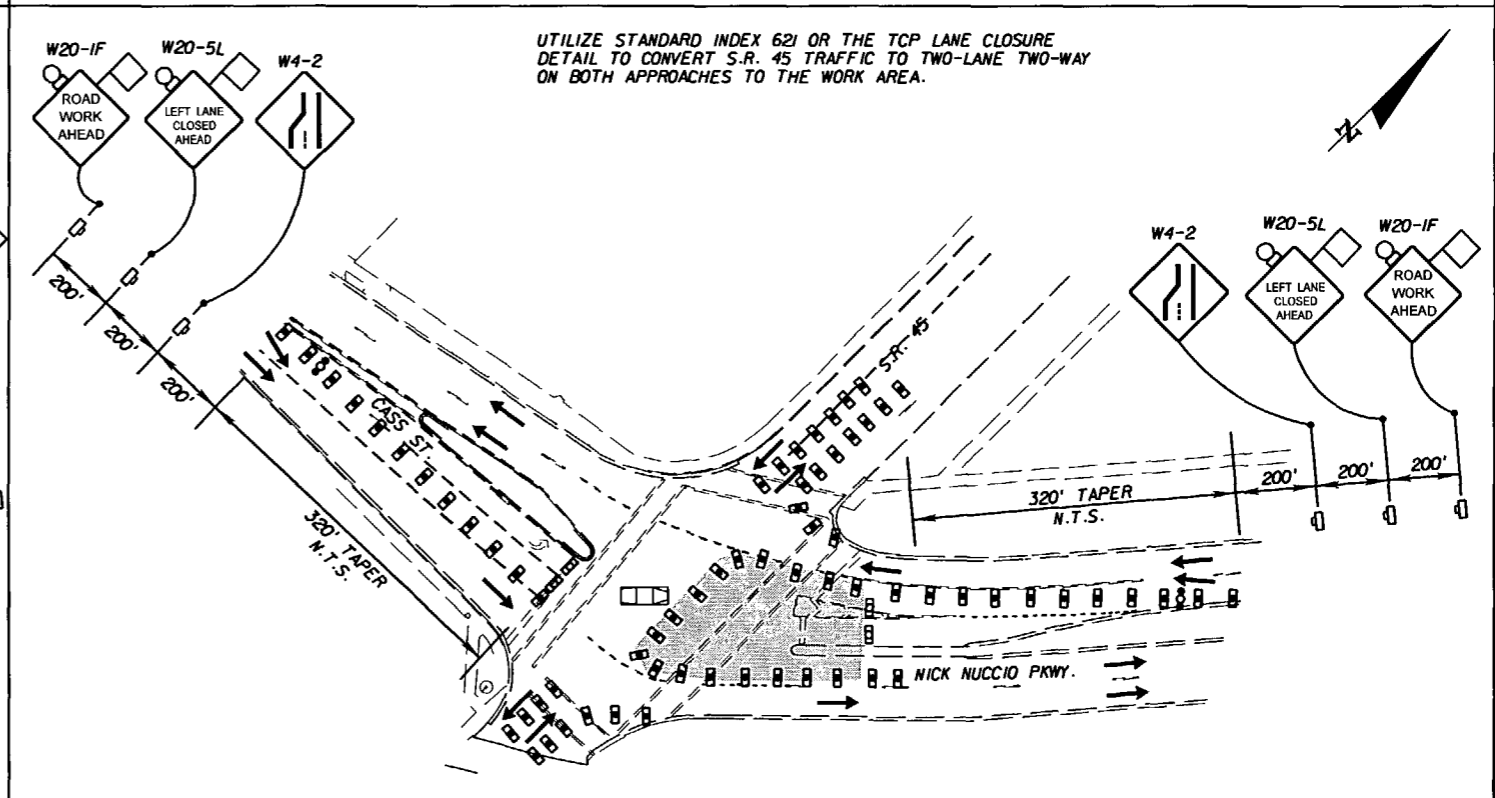 UTILIZE STANDARD INDEX 621 OR THE TCP LANE CLOSURE
DETAIL TO CONVERT S.R. 45 TRAFFIC TO TWO-LANE TWO-WAY
ON BOTH APPROACHES TO THE WORK AREA.
W20-1F
W20-5L
W4-2
ROAD
WORK
AHEAD
LEFT LANE
CLOSED
AHEAD
200'
200'
200'
320' TAPER
N.T.S.
CASS ST.
N
S.R. 45
W4-2
W20-5L
W20-1F
LEFT LANE
CLOSED
AHEAD
ROAD
WORK
AHEAD
320' TAPER
N.T.S.
200'
200'
200'
NICK NUCCIO PKWY.